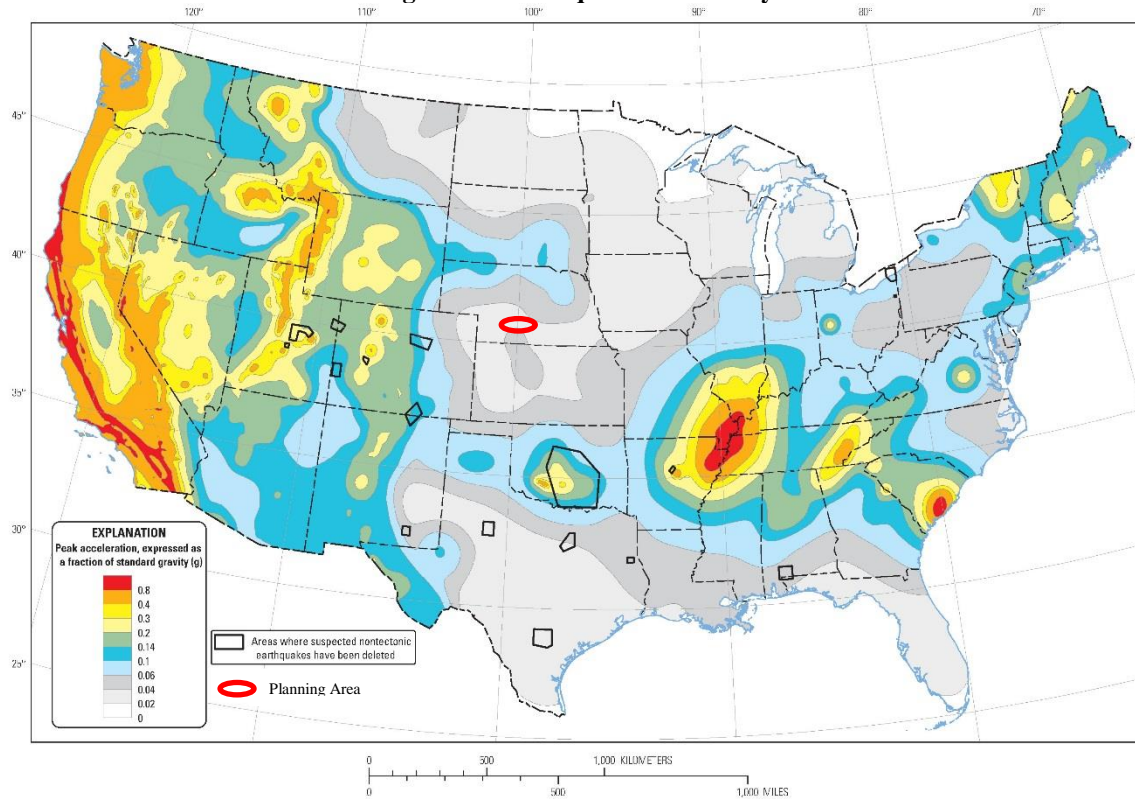 120° 110° 100° 90° 80° 70°
45°
40°
35°
30°
25°
EXPLANATION
Peak acceleration, expressed as
a fraction of standard gravity (g)
0.8
0.4
0.3
0.2
0.14
0.1
0.06
0.04
0.02
0
Areas where suspected nontectonic
earthquakes have been deleted
Planning Area
0 500 1,000 KILOMETERS
0 500 1,000 MILES